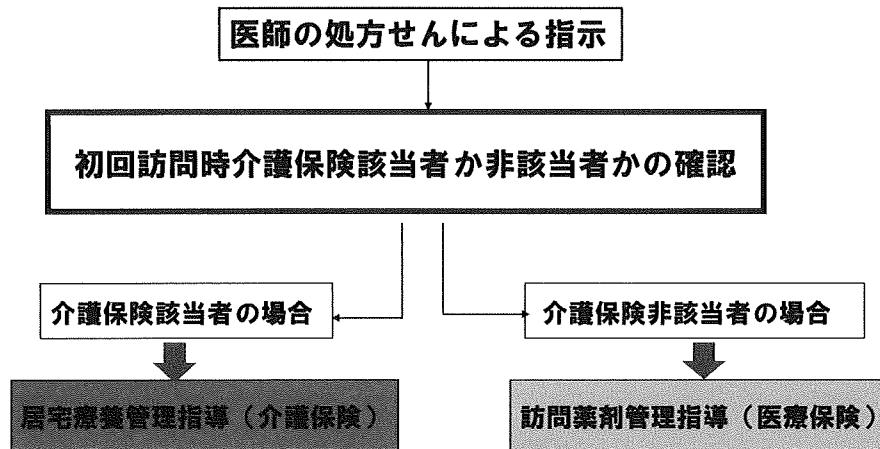 医師の処方せんによる指示
初回訪問時介護保険該当者か非該当者かの確認
介護保険該当者の場合
介護保険非該当者の場合
居宅療養管理指導（介護保険）
訪問薬剤管理指導（医療保険）